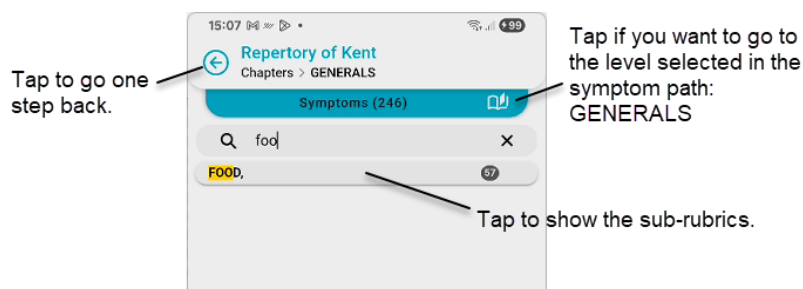 15:07
99
Repertory of Kent
Chapters > GENERALS
Symptoms (246)
foo
FOOD,
57
Tap to go one
step back.
Tap if you want to go to
the level selected in the
symptom path:
GENERALS
Tap to show the sub-rubrics.